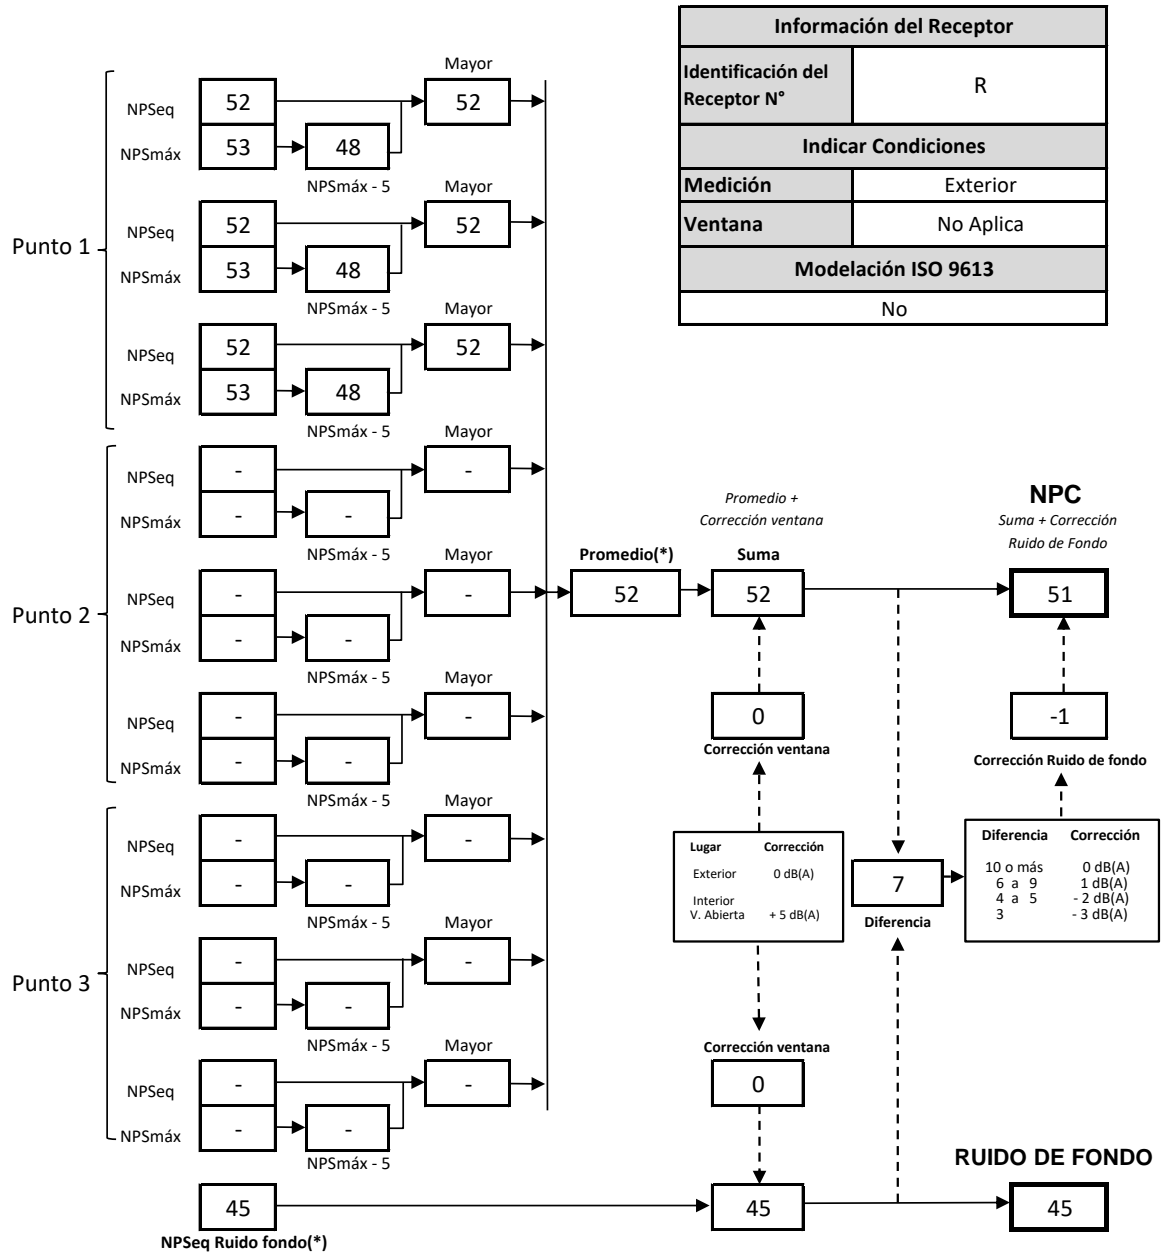 Información del Receptor
Identificación del Receptor N°
R
Indicar Condiciones
Medición
Exterior
Ventana
No Aplica
Modelación ISO 9613
No
Punto 1
Mayor
NPSeq
52
52
NPSmáx
53
48
NPSmáx - 5
Mayor
NPSeq
52
52
NPSmáx
53
48
NPSmáx - 5
Mayor
NPSeq
52
52
NPSmáx
53
48
NPSmáx - 5
Punto 2
Mayor
NPSeq
-
-
NPSmáx
-
-
NPSmáx - 5
Mayor
NPSeq
-
-
NPSmáx
-
-
NPSmáx - 5
Mayor
NPSeq
-
-
NPSmáx
-
-
NPSmáx - 5
Punto 3
Mayor
NPSeq
-
-
NPSmáx
-
-
NPSmáx - 5
Mayor
NPSeq
-
-
NPSmáx
-
-
NPSmáx - 5
Mayor
NPSeq
-
-
NPSmáx
-
-
NPSmáx - 5
Promedio(*)
52
Promedio +
Corrección ventana
Suma
52
NPC
Suma + Corrección
Ruido de Fondo
51
0
Corrección ventana
-1
Corrección Ruido de fondo
Lugar Corrección
Exterior 0 dB(A)
Interior
V. Abierta + 5 dB(A)
7
Diferencia
Diferencia Corrección
10 o más 0 dB(A)
6 a 9 1 dB(A)
4 a 5 - 2 dB(A)
3 - 3 dB(A)
Corrección ventana
0
RUIDO DE FONDO
45
45
45
NPSeq Ruido fondo(*)